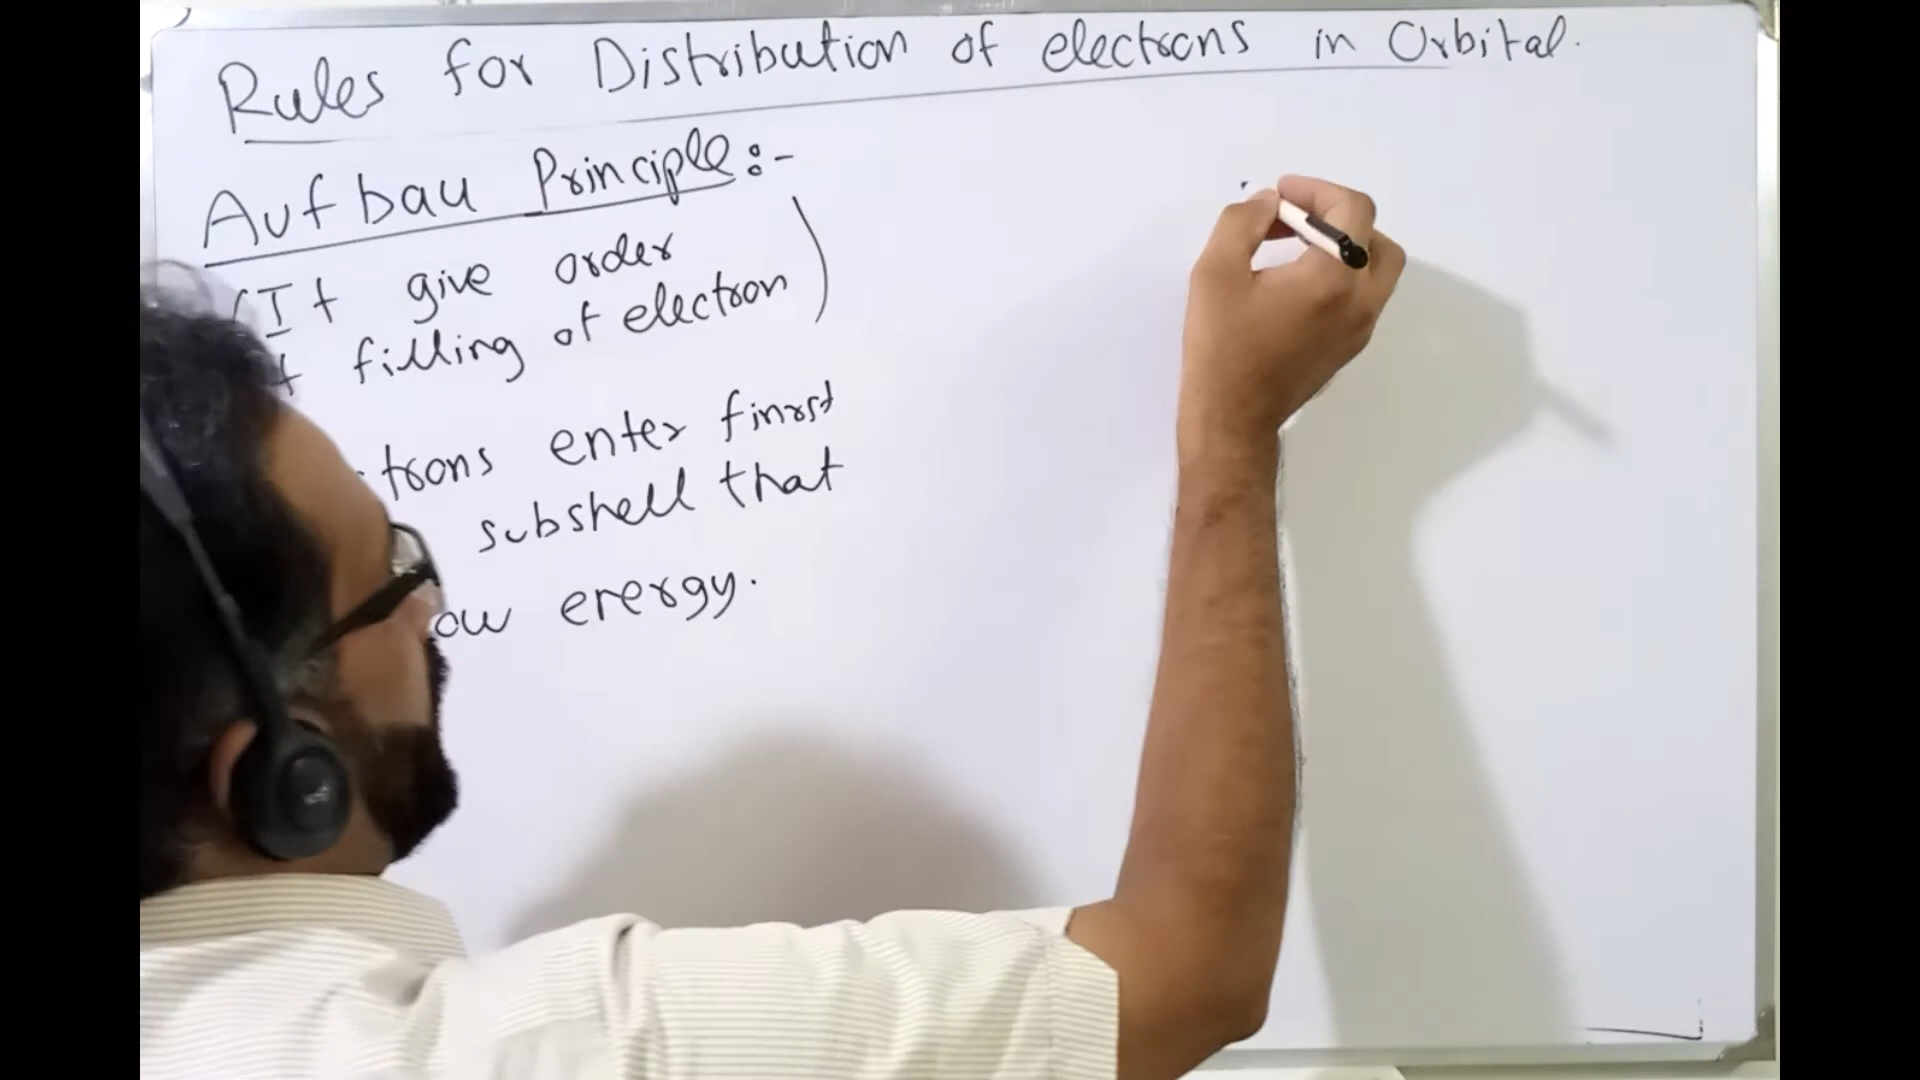 Rules for Distribution of electrons in Orbital.
Aufbau Principle:-
(It give order
filling of electron)
trons enter finrst
subshell that
ow energy.